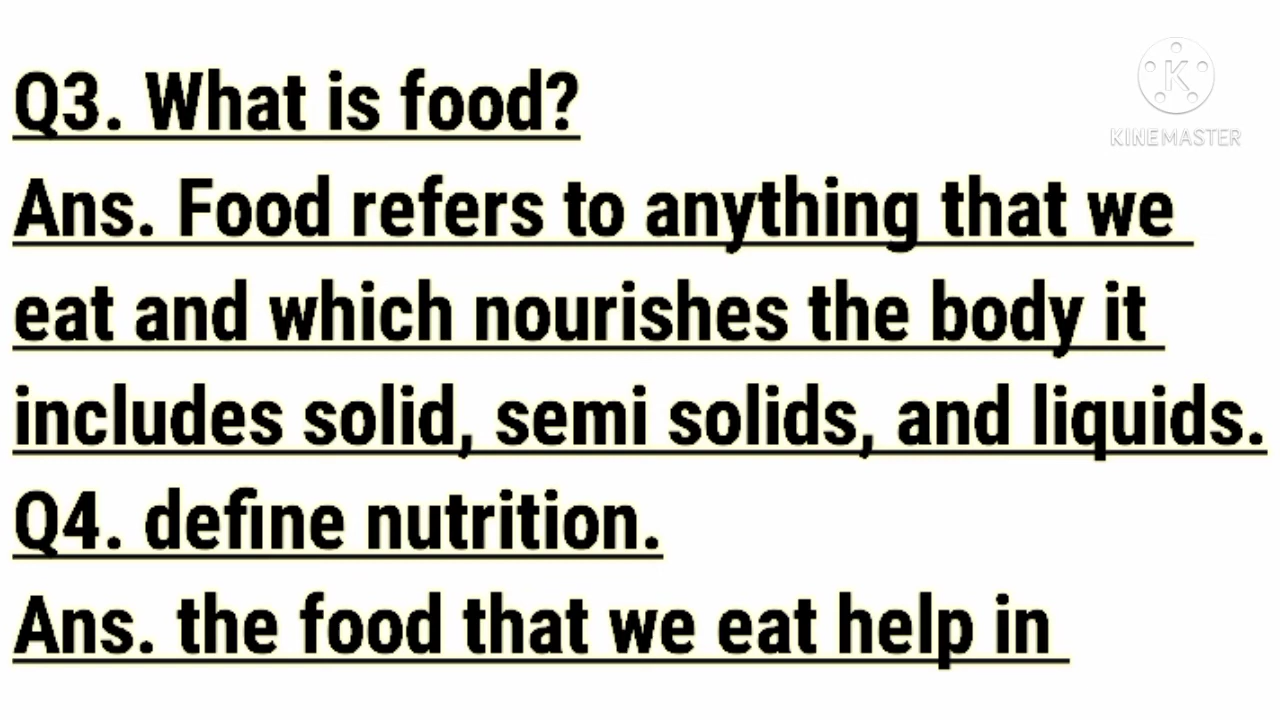 Q3. What is food?
KINEMASTER
Ans. Food refers to anything that we
eat and which nourishes the body it
includes solid, semi solids, and liquids.
Q4. define nutrition.
Ans. the food that we eat help in